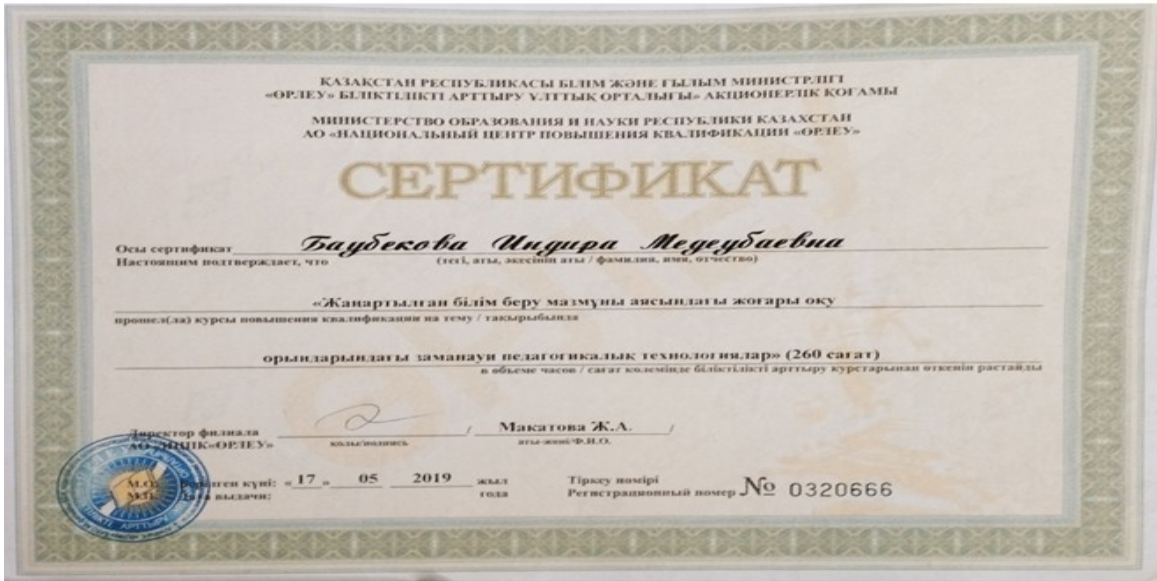 ҚАЗАҚСТАН РЕСПУБЛИКАСЫ БІЛІМ ЖӘНЕ ҒЫЛЫМ МИНИСТРЛІГІ
«ӨРЛЕУ» БІЛІКТІЛІКТІ АРТТЫРУ ҰЛТТЫҚ ОРТАЛЫҒЫ» АКЦИОНЕРЛІК ҚОҒАМЫ
МИНИСТЕРСТВО ОБРАЗОВАНИЯ И НАУКИ РЕСПУБЛИКИ КАЗАХСТАН
АО «НАЦИОНАЛЬНЫЙ ЦЕНТР ПОВЫШЕНИЯ КВАЛИФИКАЦИИ «ӨРЛЕУ»
СЕРТИФИКАТ
Осы сертификат Баубекова Индира Медеубаевна
Настоящим подтверждает, что (тегі, аты, әкесінің аты / фамилия, имя, отчество)
«Жаңартылған білім беру мазмұны аясындағы жоғары оқу
прошел(ла) курсы повышения квалификации на тему / тақырыбында
орындарындағы заманауи педагогикалық технологиялар» (260 сағат)
в объеме часов / сағат көлемінде біліктілікті арттыру курстарынан өткенін растайды
Директор филиала / Макатова Ж.А. /
АО «НЦПК «ӨРЛЕУ» қолы/подпись аты-жөні/Ф.И.О.
М.О. Берілген күні: « 17 » 05 2019 жыл Тіркеу нөмірі
М.П. Дата выдачи: года Регистрационный номер № 0320666
АРТТЫРУ